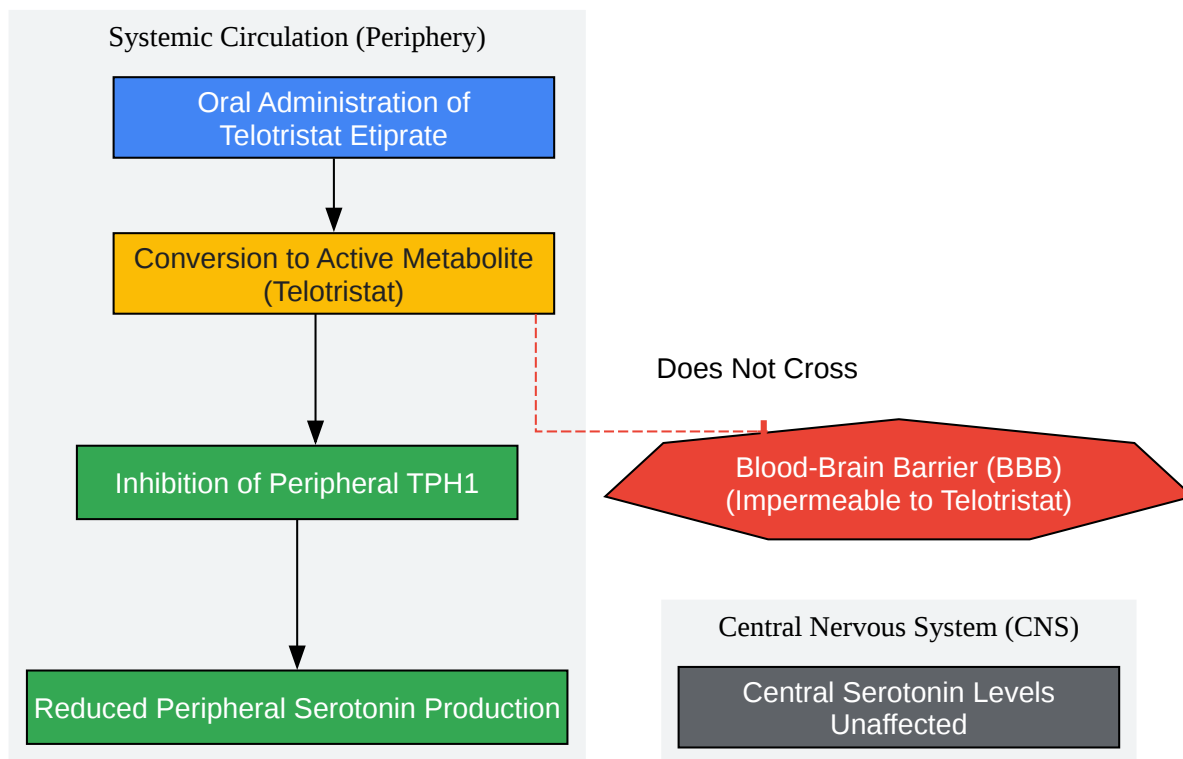 Systemic Circulation (Periphery)
Oral Administration of
Telotristat Etiprate
Conversion to Active Metabolite
(Telotristat)
Does Not Cross
Inhibition of Peripheral TPH1
Blood-Brain Barrier (BBB)
(Impermeable to Telotristat)
Reduced Peripheral Serotonin Production
Central Nervous System (CNS)
Central Serotonin Levels
Unaffected